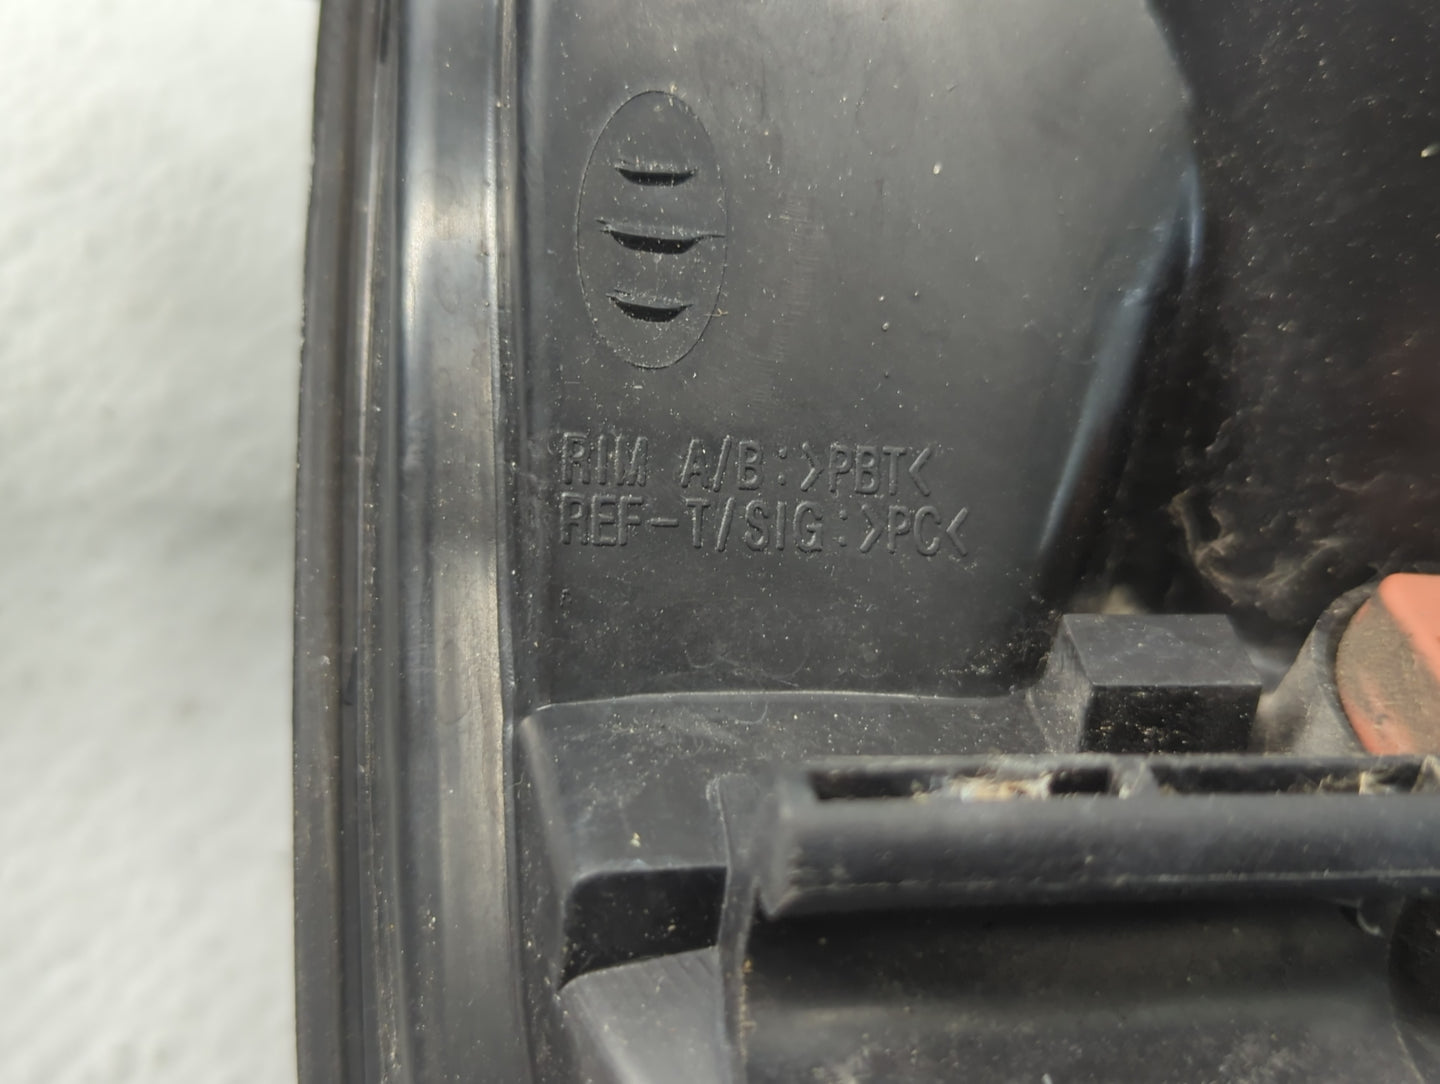 RIM A/B:>PBT<
REF-T/SIG:>PC<